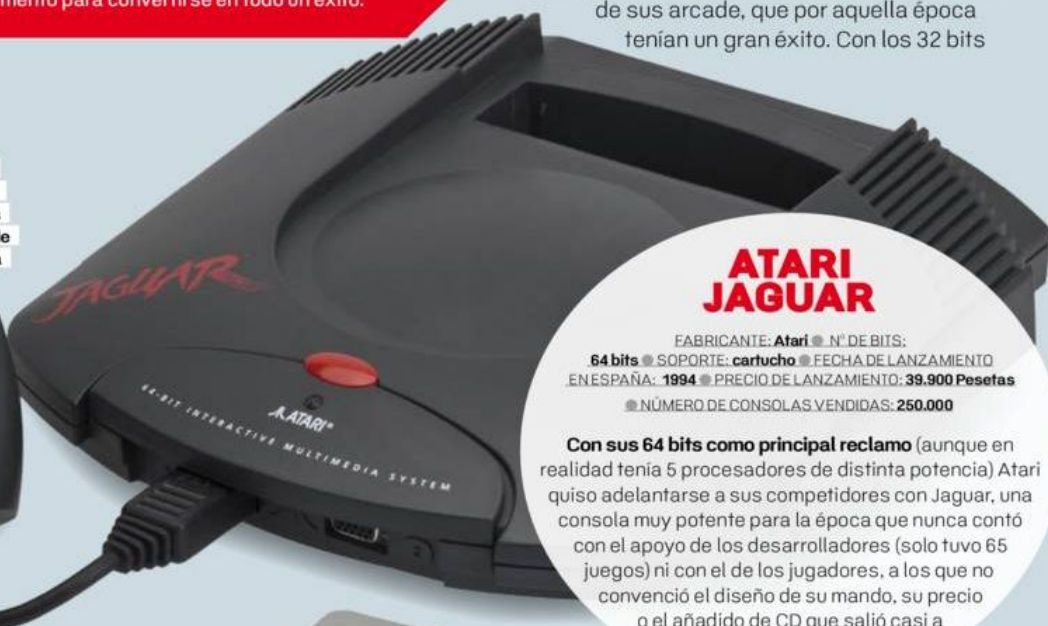 mento para convertirse en todo un éxito.
de sus arcade, que por aquella época
tenían un gran éxito. Con los 32 bits
JAGUAR
ATARI®
64-BIT INTERACTIVE MULTIMEDIA SYSTEM
2
ATARI
JAGUAR
FABRICANTE: Atari ● Nº DE BITS:
64 bits ● SOPORTE: cartucho ● FECHA DE LANZAMIENTO
EN ESPAÑA: 1994 ● PRECIO DE LANZAMIENTO: 39.900 Pesetas
● NÚMERO DE CONSOLAS VENDIDAS: 250.000
Con sus 64 bits como principal reclamo (aunque en
realidad tenía 5 procesadores de distinta potencia) Atari
quiso adelantarse a sus competidores con Jaguar, una
consola muy potente para la época que nunca contó
con el apoyo de los desarrolladores (solo tuvo 65
juegos) ni con el de los jugadores, a los que no
convenció el diseño de su mando, su precio
o el añadido de CD que salió casi a